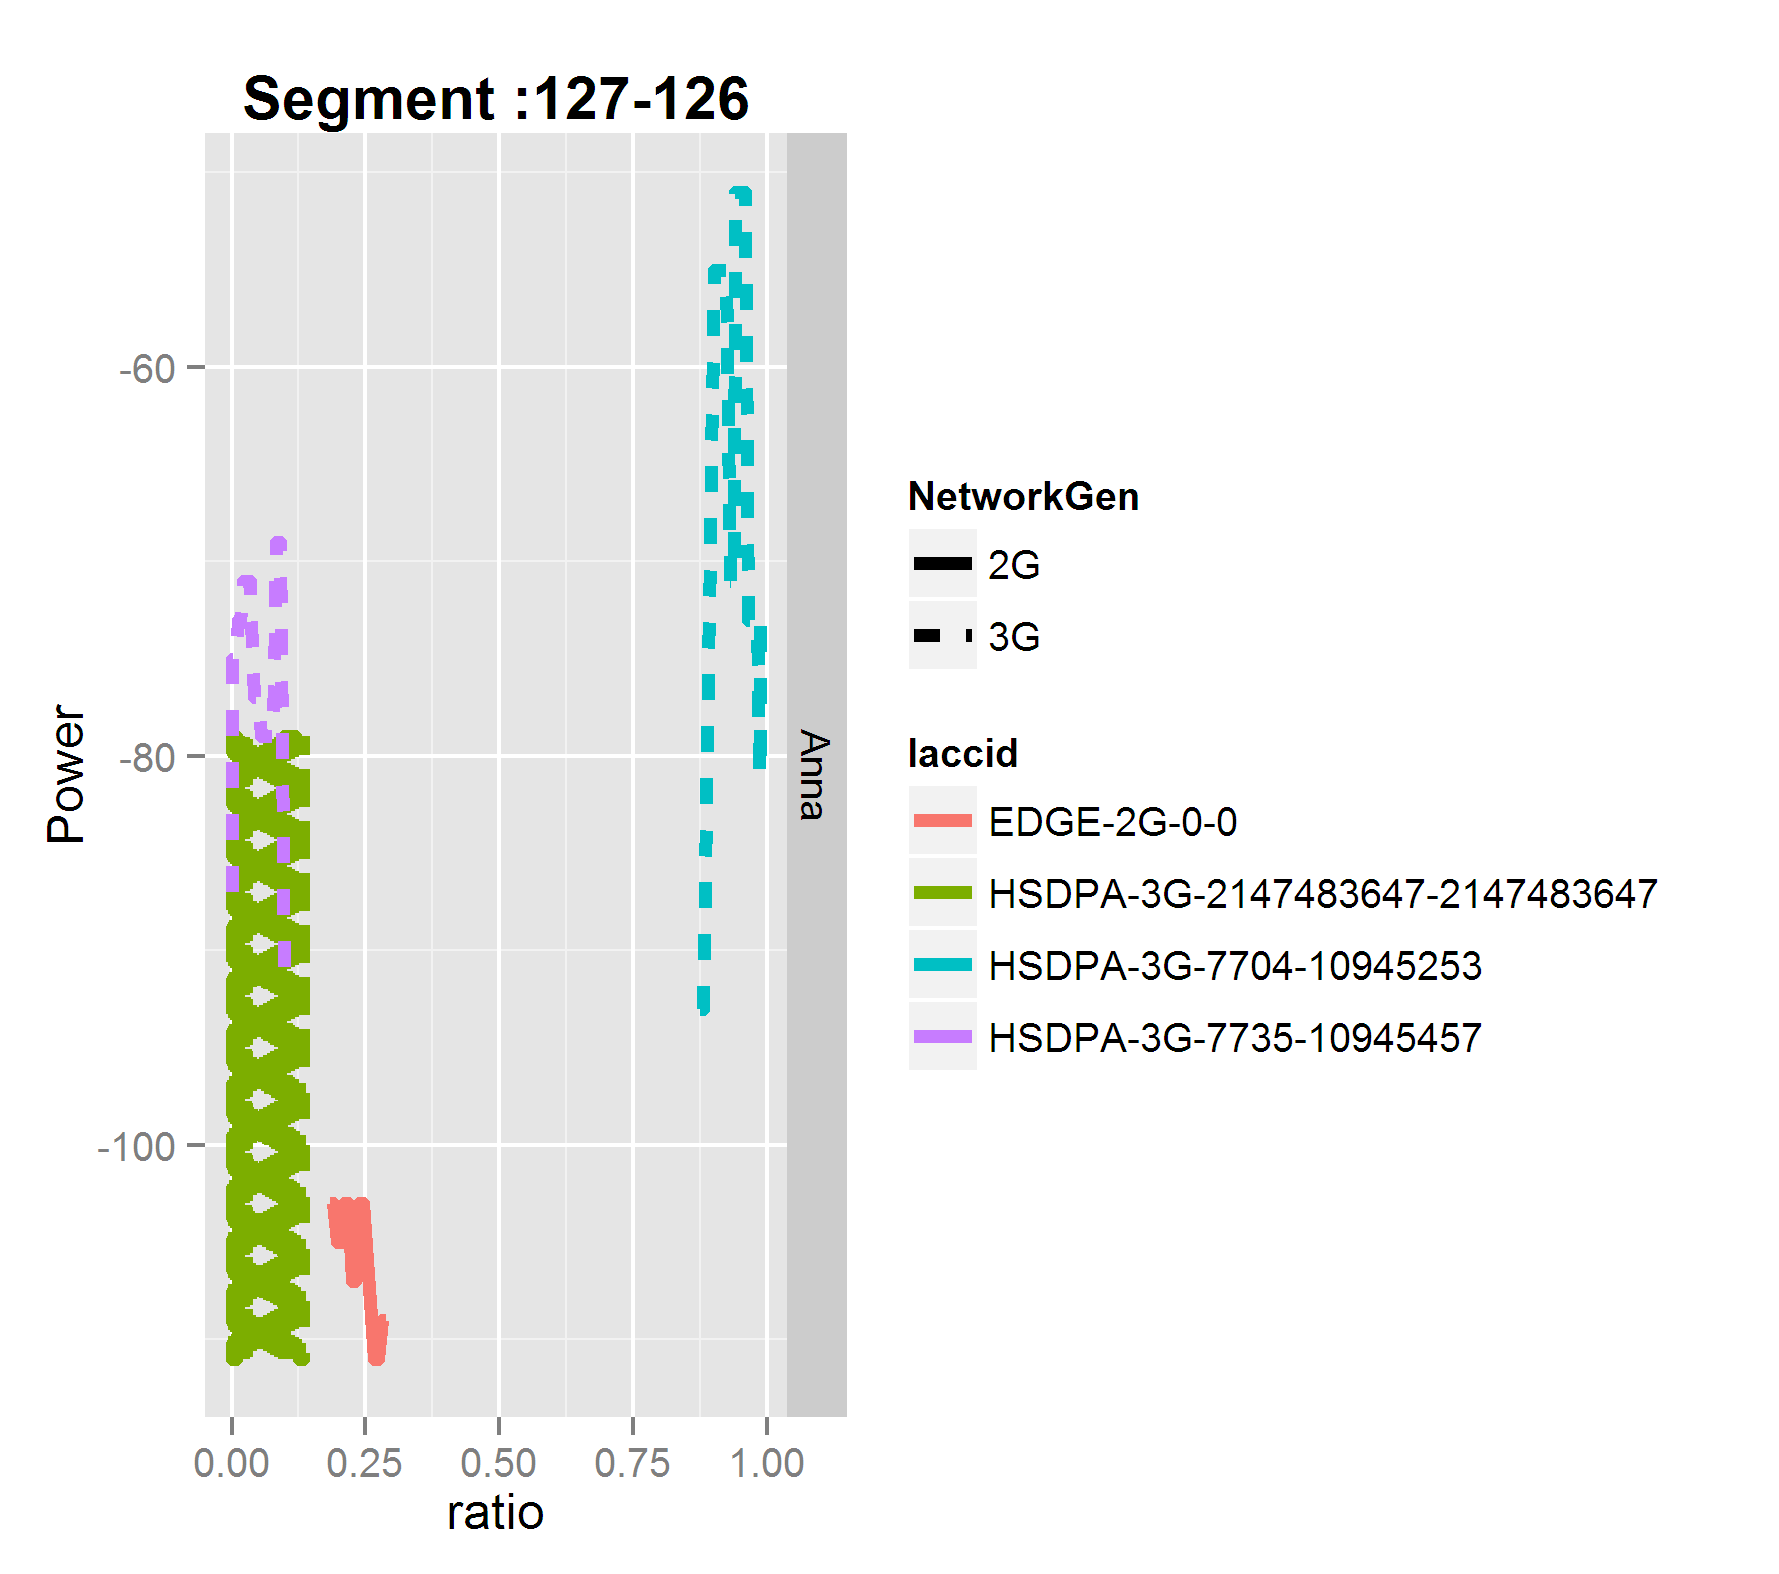 Segment :127-126
Power
-60
-80
-100
0.00 0.25 0.50 0.75 1.00
ratio
Anna
NetworkGen
2G
3G
laccid
EDGE-2G-0-0
HSDPA-3G-2147483647-2147483647
HSDPA-3G-7704-10945253
HSDPA-3G-7735-10945457